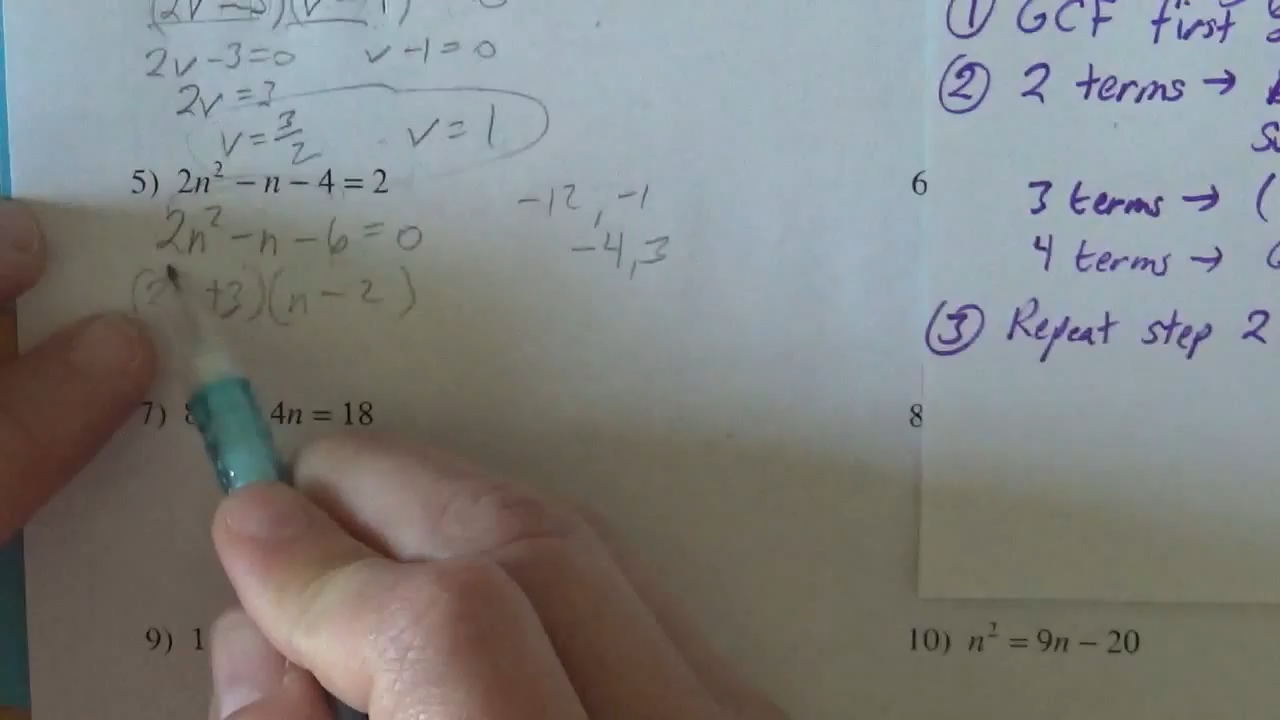 2v-3=0 v-1=0
2v=3
v=3/2 v=1
5) 2n² − n − 4 = 2
2n²-n-6=0
(2 +3)(n-2)
-12, -1
-4, 3
7) 4n = 18
9) 1
① GCF first
② 2 terms →
3 terms → (
4 terms →
③ Repeat step 2
6
8
10) n² = 9n − 20